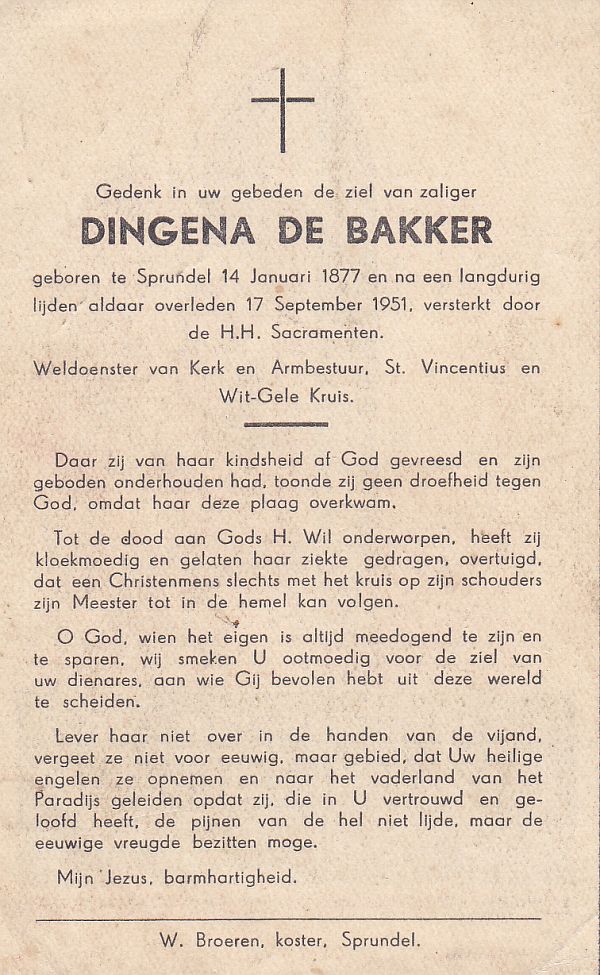 Gedenk in uw gebeden de ziel van zaliger
DINGENA DE BAKKER
geboren te Sprundel 14 Januari 1877 en na een langdurig
lijden aldaar overleden 17 September 1951, versterkt door
de H.H. Sacramenten.
Weldoenster van Kerk en Armbestuur, St. Vincentius en
Wit-Gele Kruis.
Daar zij van haar kindsheid af God gevreesd en zijn
geboden onderhouden had, toonde zij geen droefheid tegen
God, omdat haar deze plaag overkwam.
Tot de dood aan Gods H. Wil onderworpen, heeft zij
kloekmoedig en gelaten haar ziekte gedragen, overtuigd,
dat een Christenmens slechts met het kruis op zijn schouders
zijn Meester tot in de hemel kan volgen.
O God, wien het eigen is altijd meedogend te zijn en
te sparen, wij smeken U ootmoedig voor de ziel van
uw dienares, aan wie Gij bevolen hebt uit deze wereld
te scheiden.
Lever haar niet over in de handen van de vijand,
vergeet ze niet voor eeuwig, maar gebied, dat Uw heilige
engelen ze opnemen en naar het vaderland van het
Paradijs geleiden opdat zij, die in U vertrouwd en ge-
loofd heeft, de pijnen van de hel niet lijde, maar de
eeuwige vreugde bezitten moge.
Mijn Jezus, barmhartigheid.
W. Broeren, koster, Sprundel.